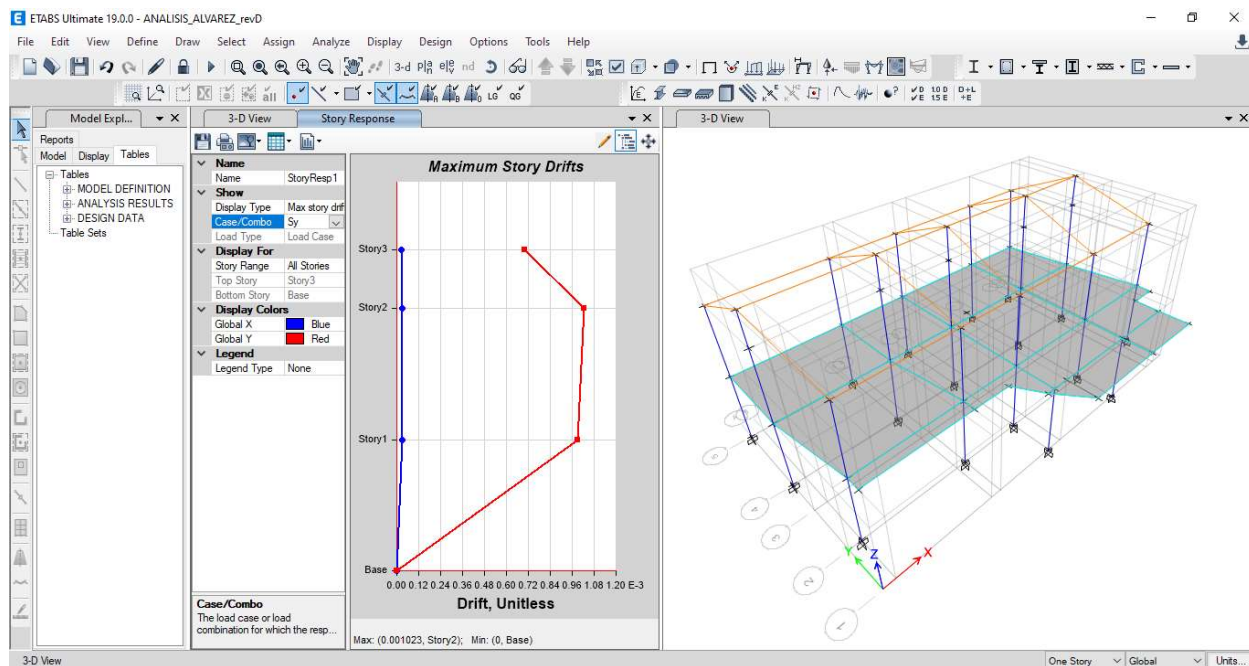 ETABS Ultimate 19.0.0 - ANALISIS_ALVAREZ_revD
File Edit View Define Draw Select Assign Analyze Display Design Options Tools Help
3-d
nd
all
LG
QG
Model Expl...
3-D View
Story Response
3-D View
Reports
Model Display Tables
Tables
MODEL DEFINITION
ANALYSIS RESULTS
DESIGN DATA
Table Sets
Name
Name StoryResp1
Show
Display Type Max story drif
Case/Combo Sy
Load Type Load Case
Display For
Story Range All Stories
Top Story Story3
Bottom Story Base
Display Colors
Global X Blue
Global Y Red
Legend
Legend Type None
Case/Combo
The load case or load
combination for which the resp...
Maximum Story Drifts
Story3
Story2
Story1
Base
0.00 0.12 0.24 0.36 0.48 0.60 0.72 0.84 0.96 1.08 1.20 E-3
Drift, Unitless
Max: (0.001023, Story2); Min: (0, Base)
Y Z X
3-D View
One Story Global Units...